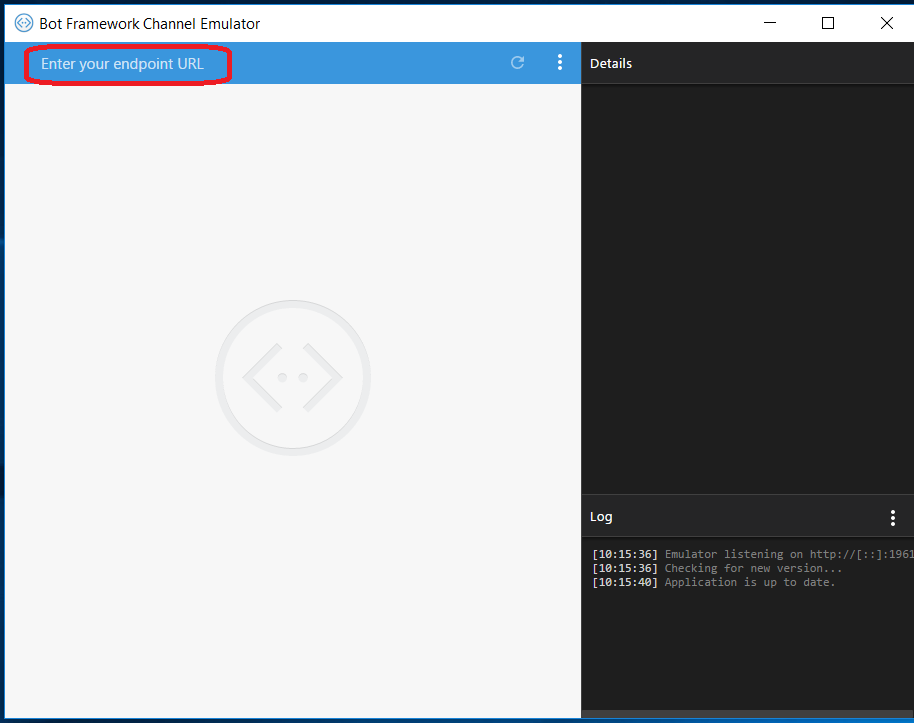 Bot Framework Channel Emulator
Enter your endpoint URL
Details
Log
[10:15:36] Emulator listening on http://[::]:1961
[10:15:36] Checking for new version...
[10:15:40] Application is up to date.